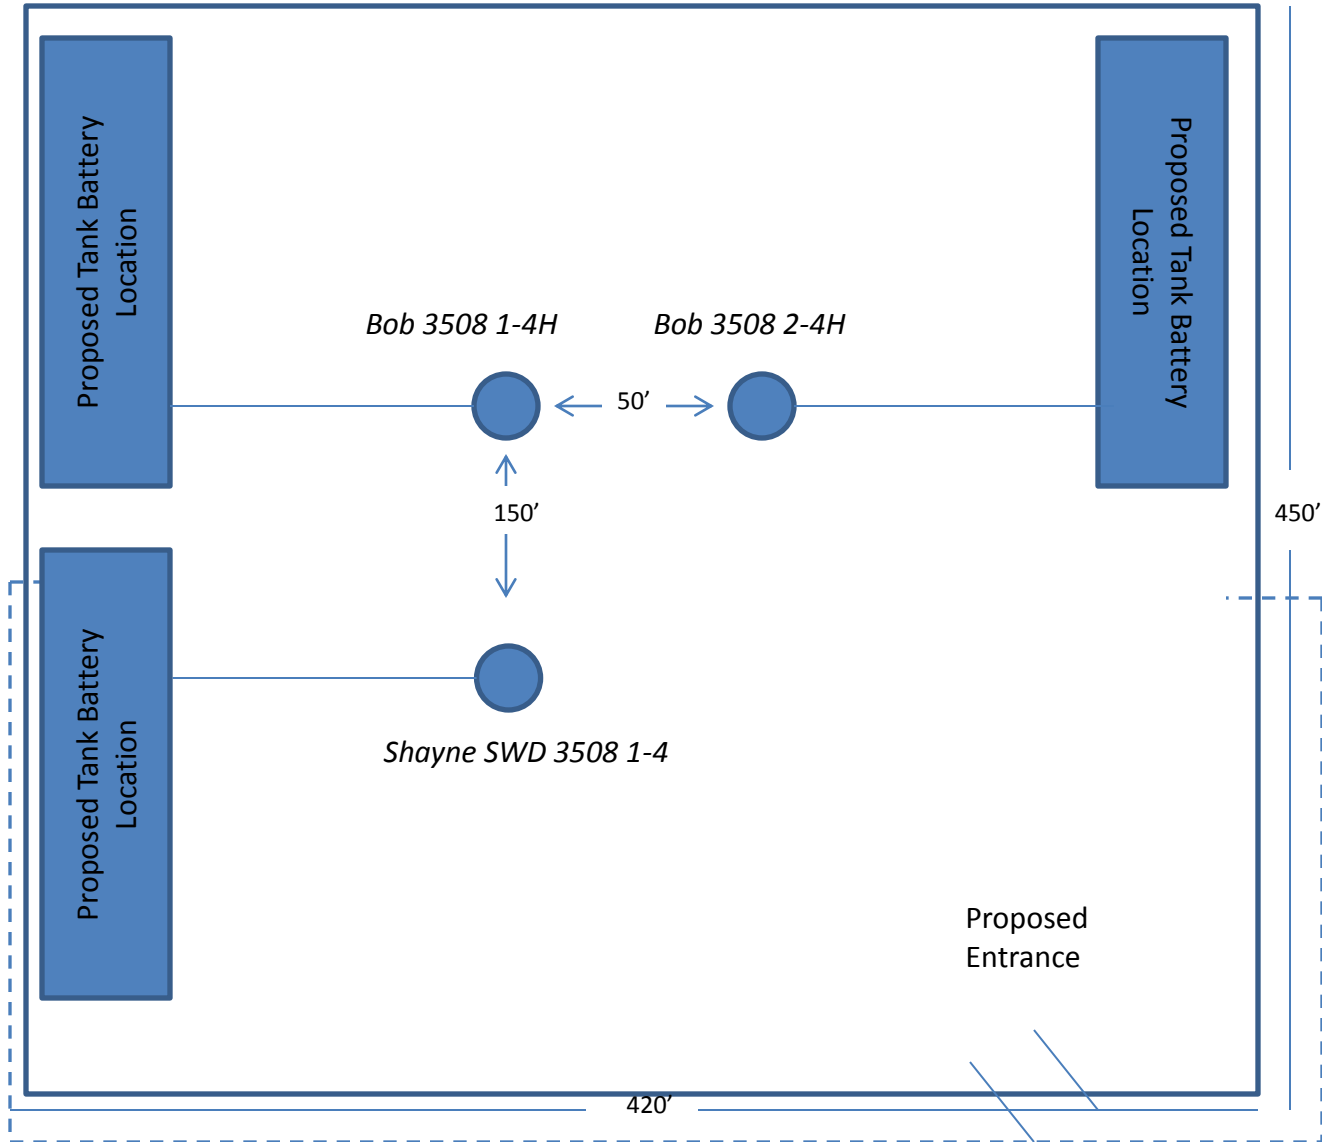 Proposed Tank Battery
Location
Proposed Tank Battery
Location
Bob 3508 1-4H
Bob 3508 2-4H
50’
150’
450’
Proposed Tank Battery
Location
Shayne SWD 3508 1-4
Proposed
Entrance
420’